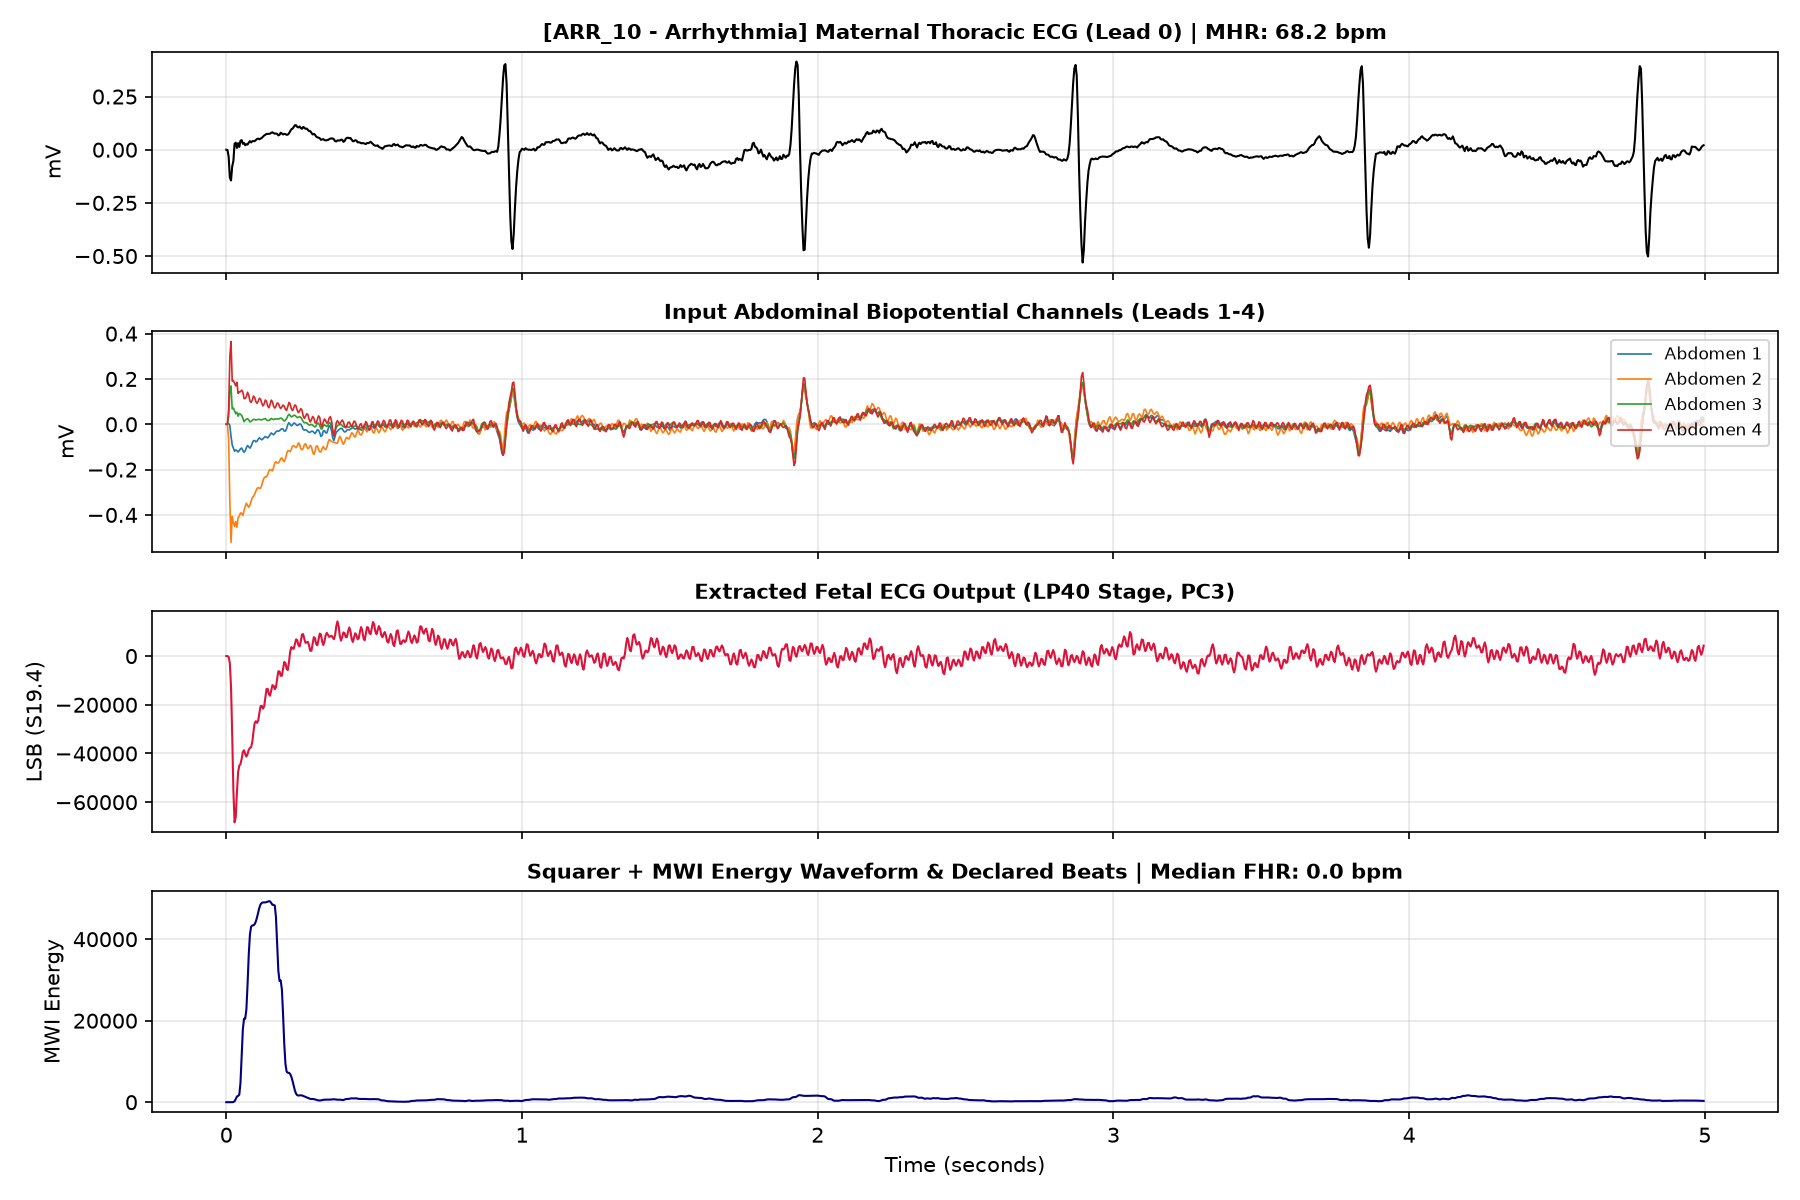 [ARR_10 - Arrhythmia] Maternal Thoracic ECG (Lead 0) | MHR: 68.2 bpm
mV
0.25
0.00
−0.25
−0.50
Input Abdominal Biopotential Channels (Leads 1-4)
mV
0.4
0.2
0.0
−0.2
−0.4
Abdomen 1
Abdomen 2
Abdomen 3
Abdomen 4
Extracted Fetal ECG Output (LP40 Stage, PC3)
LSB (S19.4)
0
−20000
−40000
−60000
Squarer + MWI Energy Waveform & Declared Beats | Median FHR: 0.0 bpm
MWI Energy
40000
20000
0
0 1 2 3 4 5
Time (seconds)